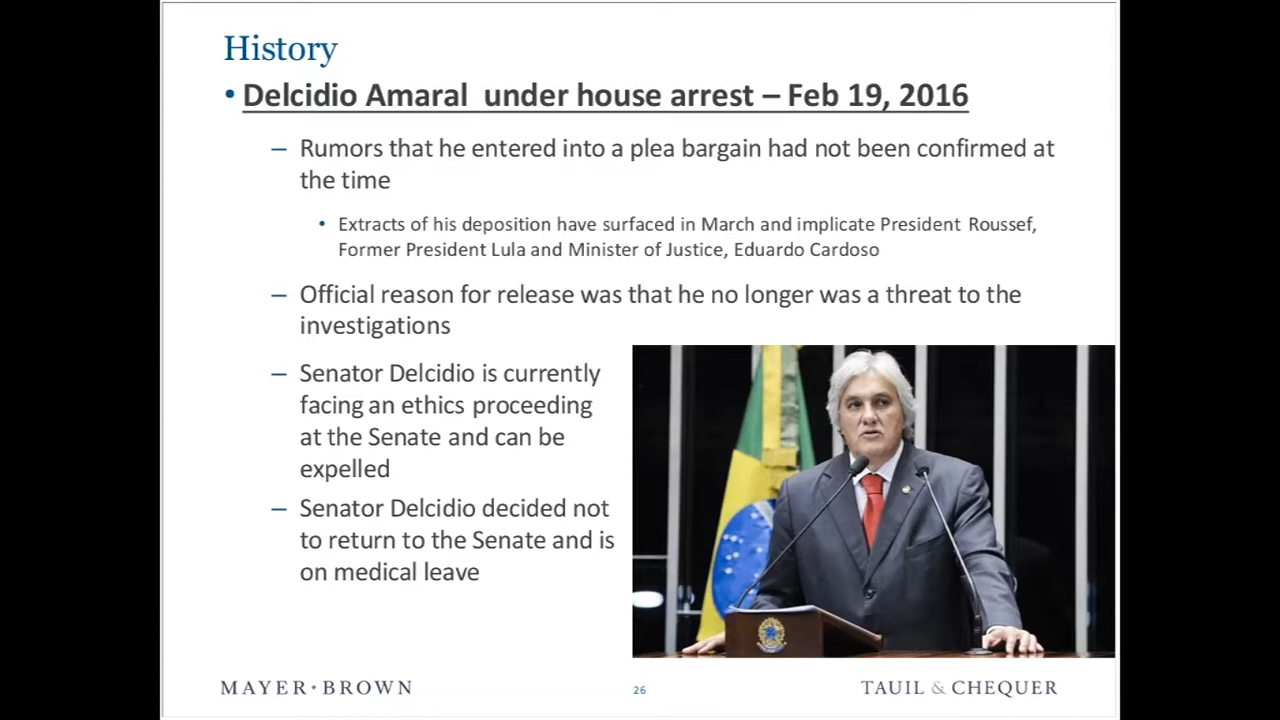 History
• Delcidio Amaral under house arrest – Feb 19, 2016
– Rumors that he entered into a plea bargain had not been confirmed at
the time
• Extracts of his deposition have surfaced in March and implicate President Roussef,
Former President Lula and Minister of Justice, Eduardo Cardoso
– Official reason for release was that he no longer was a threat to the
investigations
– Senator Delcidio is currently
facing an ethics proceeding
at the Senate and can be
expelled
– Senator Delcidio decided not
to return to the Senate and is
on medical leave
MAYER•BROWN
26
TAUIL & CHEQUER